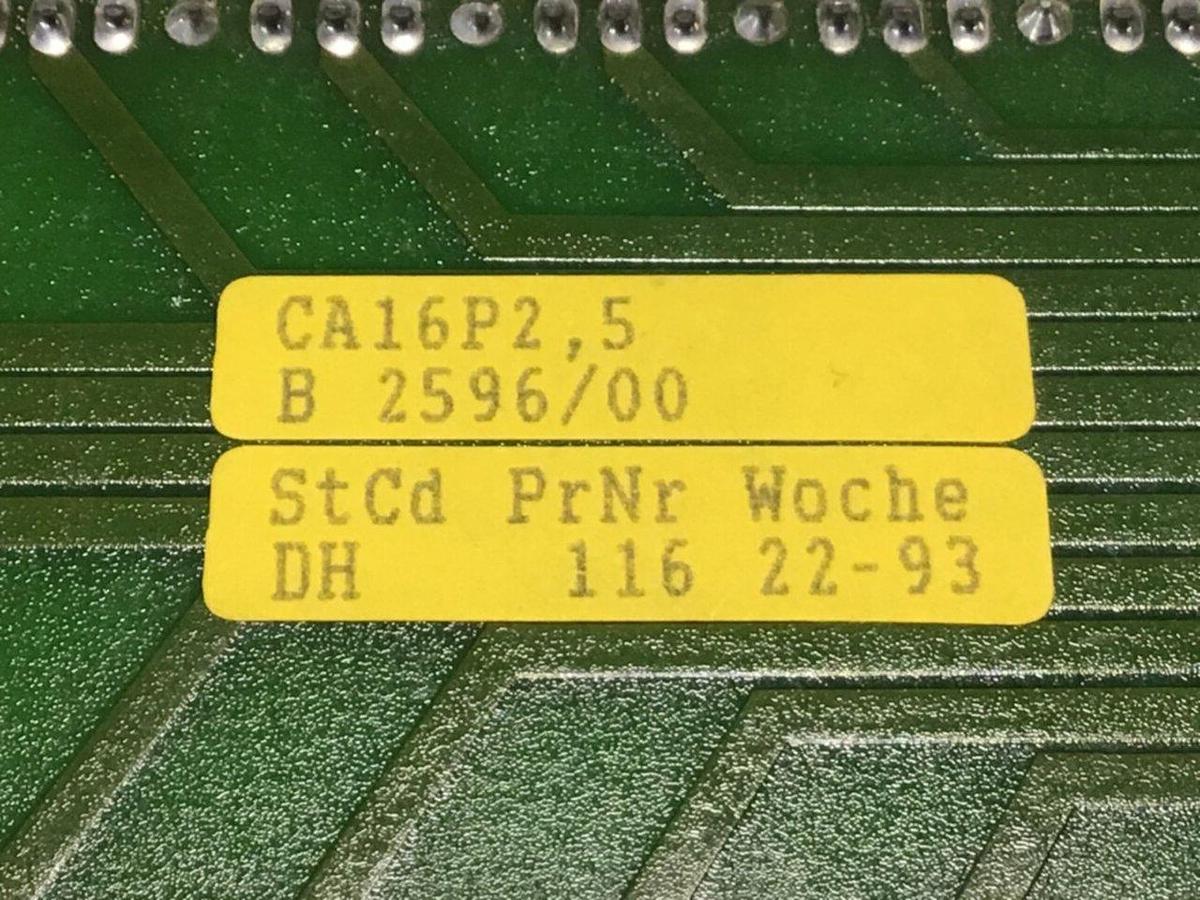 CA16P2,5
B 2596/00
StCd PrNr Woche
DH 116 22-93